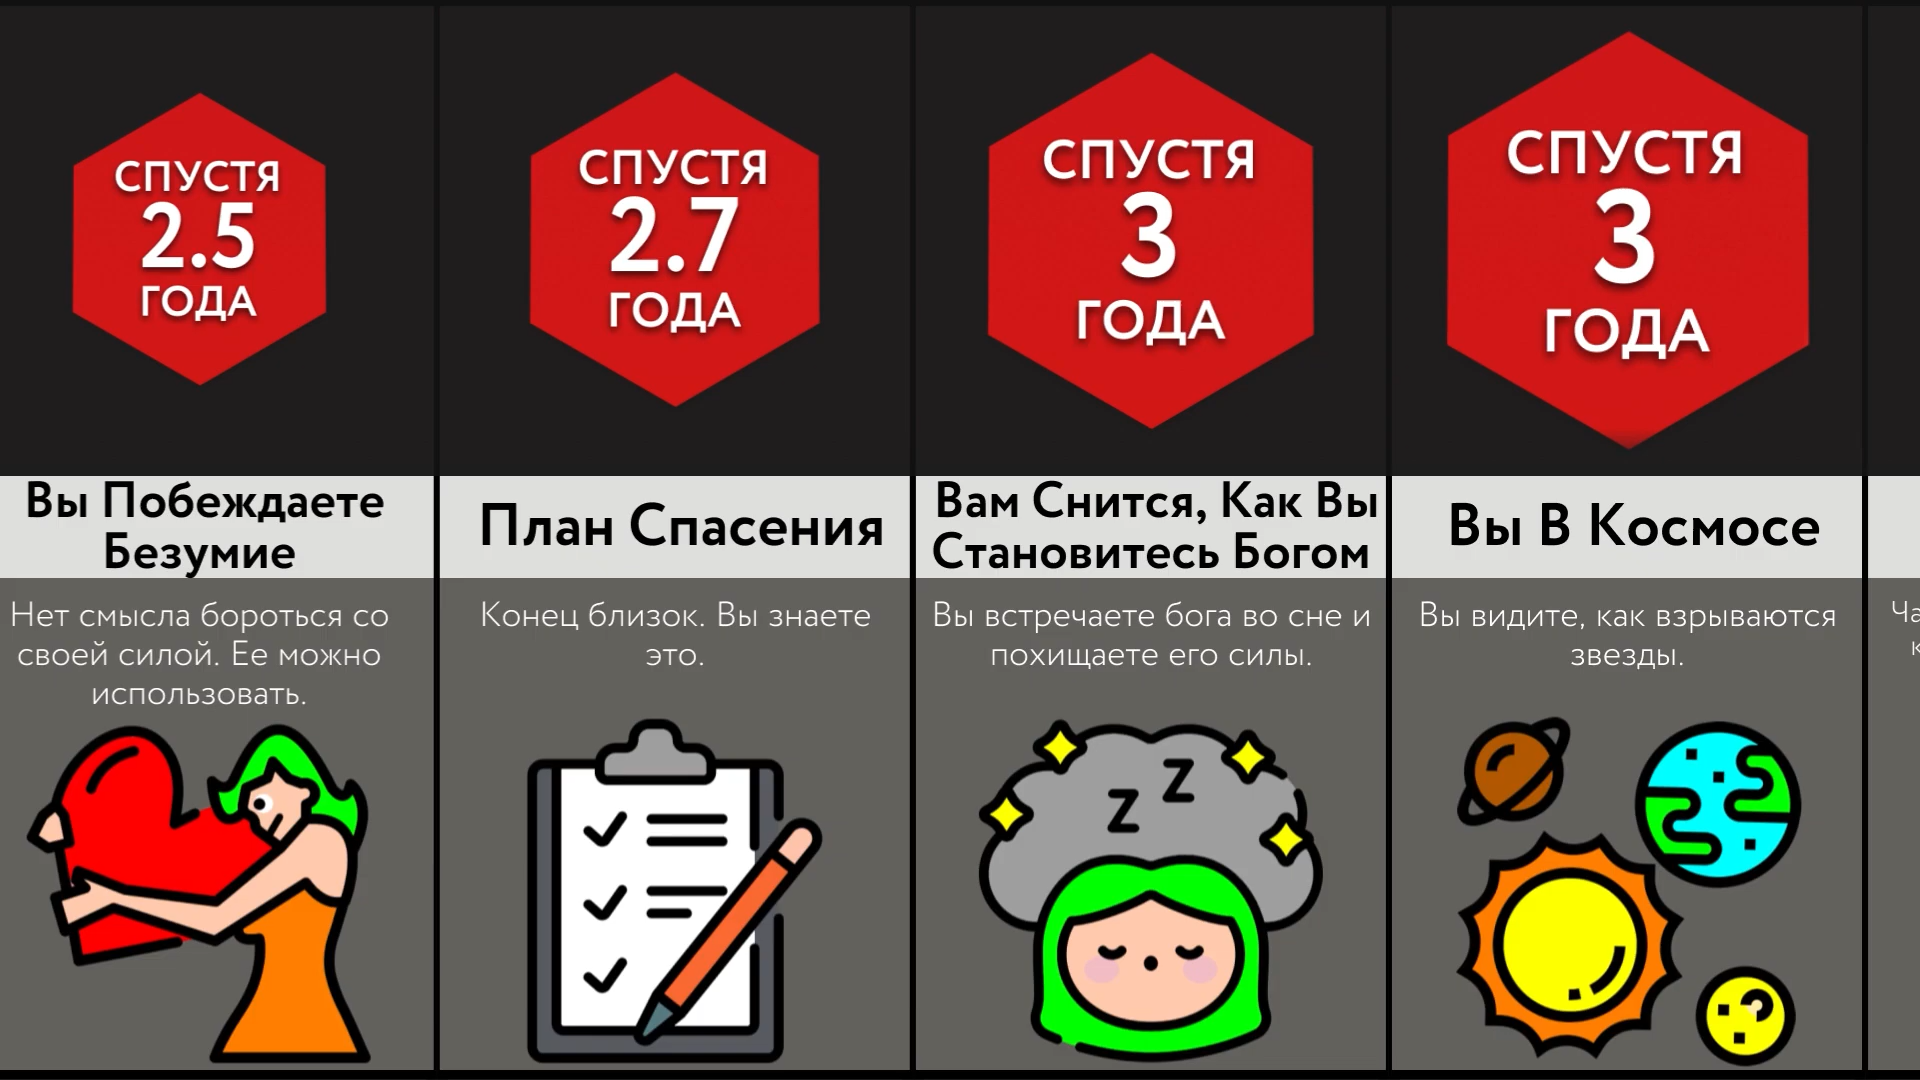 СПУСТЯ
2.5
ГОДА
Вы Побеждаете
Безумие
Нет смысла бороться со
своей силой. Ее можно
использовать.
СПУСТЯ
2.7
ГОДА
План Спасения
Конец близок. Вы знаете
это.
СПУСТЯ
3
ГОДА
Вам Снится, Как Вы
Становитесь Богом
Вы встречаете бога во сне и
похищаете его силы.
Z
Z
СПУСТЯ
3
ГОДА
Вы В Космосе
Вы видите, как взрываются
звезды.